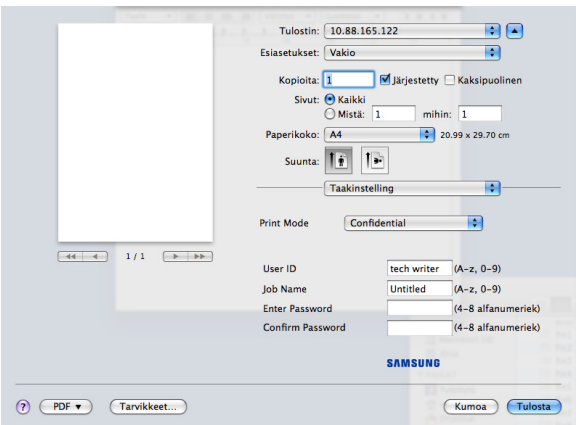 Tulostin: 10.88.165.122
Esiasetukset: Vakio
Kopioita: 1 Järjestetty Kaksipuolinen
Sivut: Kaikki
Mistä: 1 mihin: 1
Paperikoko: A4 20.99 x 29.70 cm
Suunta:
Taakinstelling
Print Mode Confidential
1 / 1
User ID tech writer (A-z, 0-9)
Job Name Untitled (A-z, 0-9)
Enter Password (4-8 alfanumeriek)
Confirm Password (4-8 alfanumeriek)
SAMSUNG
? PDF ▼ Tarvikkeet... Kumoa Tulosta